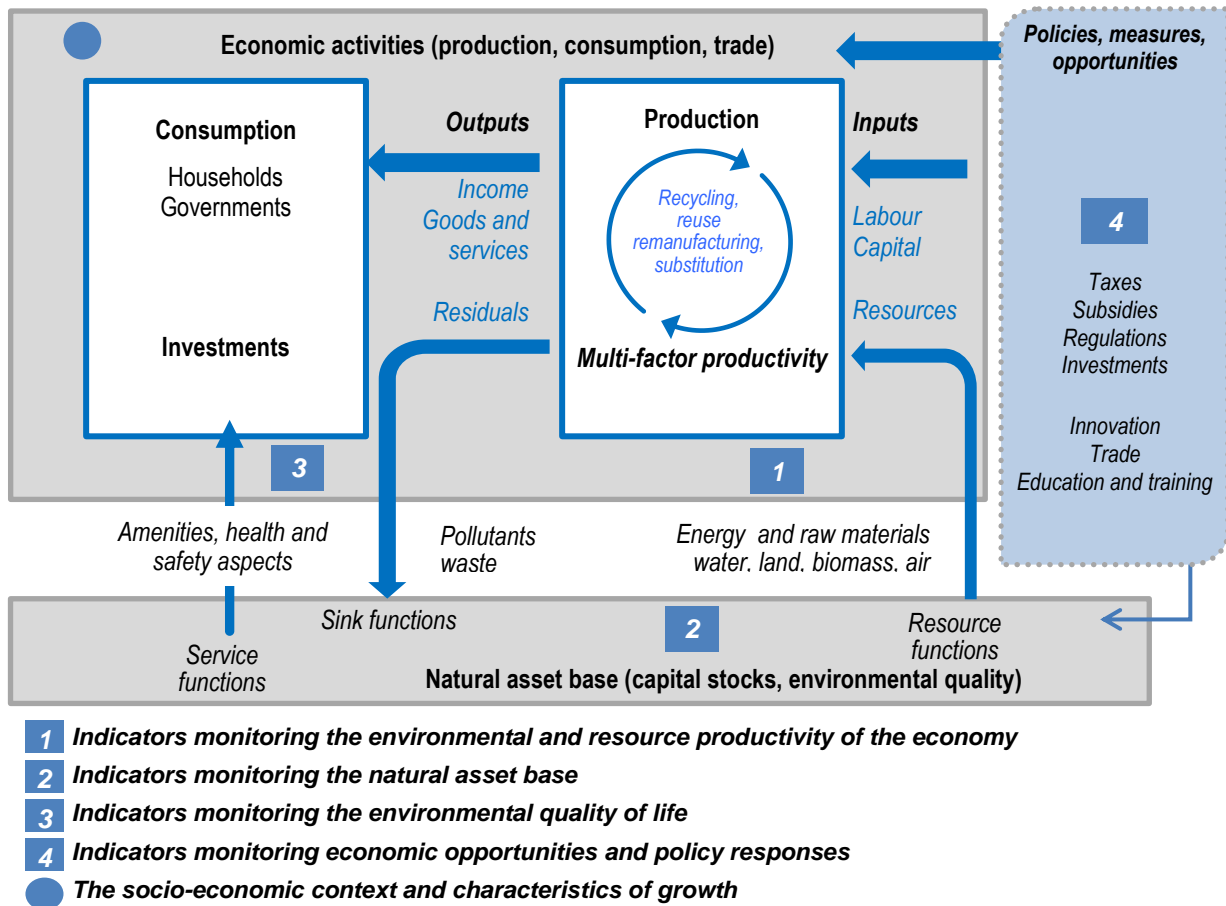 Economic activities (production, consumption, trade)
Policies, measures,
opportunities
Consumption
Households
Governments
Investments
Outputs
Income
Goods and
services
Residuals
Production
Recycling,
reuse
remanufacturing,
substitution
Multi-factor productivity
Inputs
Labour
Capital
Resources
4
Taxes
Subsidies
Regulations
Investments
Innovation
Trade
Education and training
3
1
Amenities, health and
safety aspects
Pollutants
waste
Energy and raw materials
water, land, biomass, air
Sink functions
2
Service
functions
Resource
functions
Natural asset base (capital stocks, environmental quality)
1 Indicators monitoring the environmental and resource productivity of the economy
2 Indicators monitoring the natural asset base
3 Indicators monitoring the environmental quality of life
4 Indicators monitoring economic opportunities and policy responses
The socio-economic context and characteristics of growth